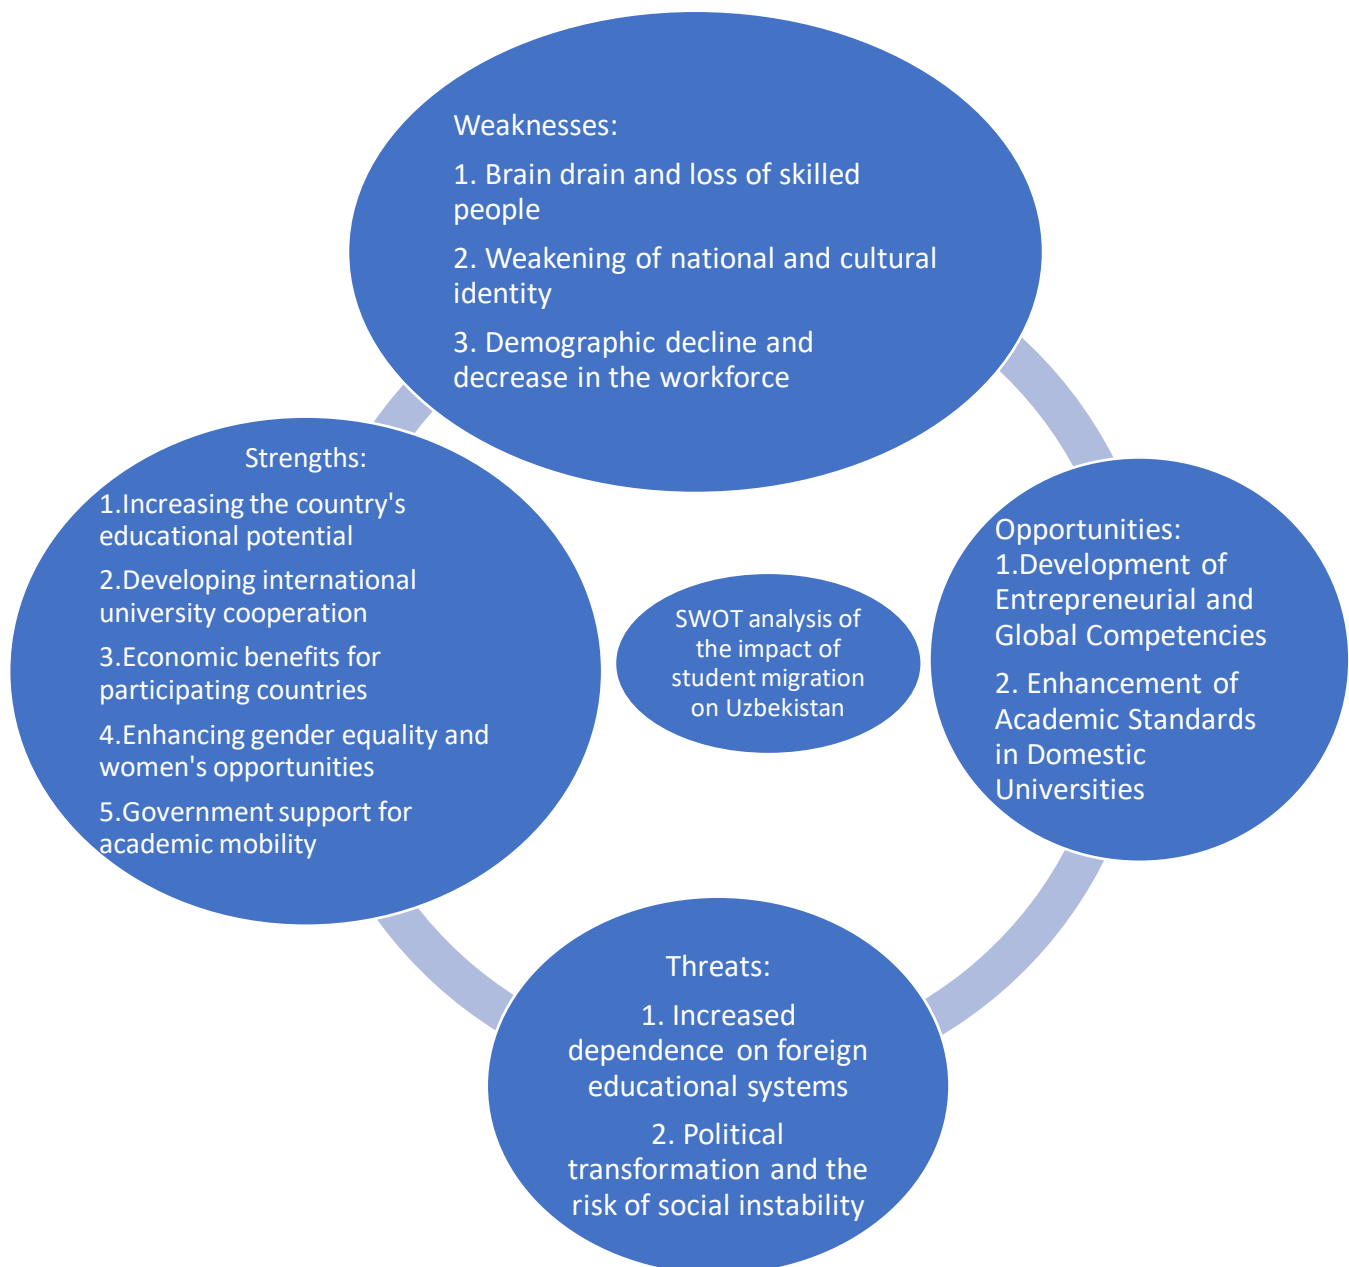 Weaknesses:
1. Brain drain and loss of skilled
people
2. Weakening of national and cultural
identity
3. Demographic decline and
decrease in the workforce
Strengths:
1.Increasing the country's
educational potential
2.Developing international
university cooperation
3.Economic benefits for
participating countries
4.Enhancing gender equality and
women's opportunities
5.Government support for
academic mobility
SWOT analysis of
the impact of
student migration
on Uzbekistan
Opportunities:
1.Development of
Entrepreneurial and
Global Competencies
2. Enhancement of
Academic Standards
in Domestic
Universities
Threats:
1. Increased
dependence on foreign
educational systems
2. Political
transformation and the
risk of social instability